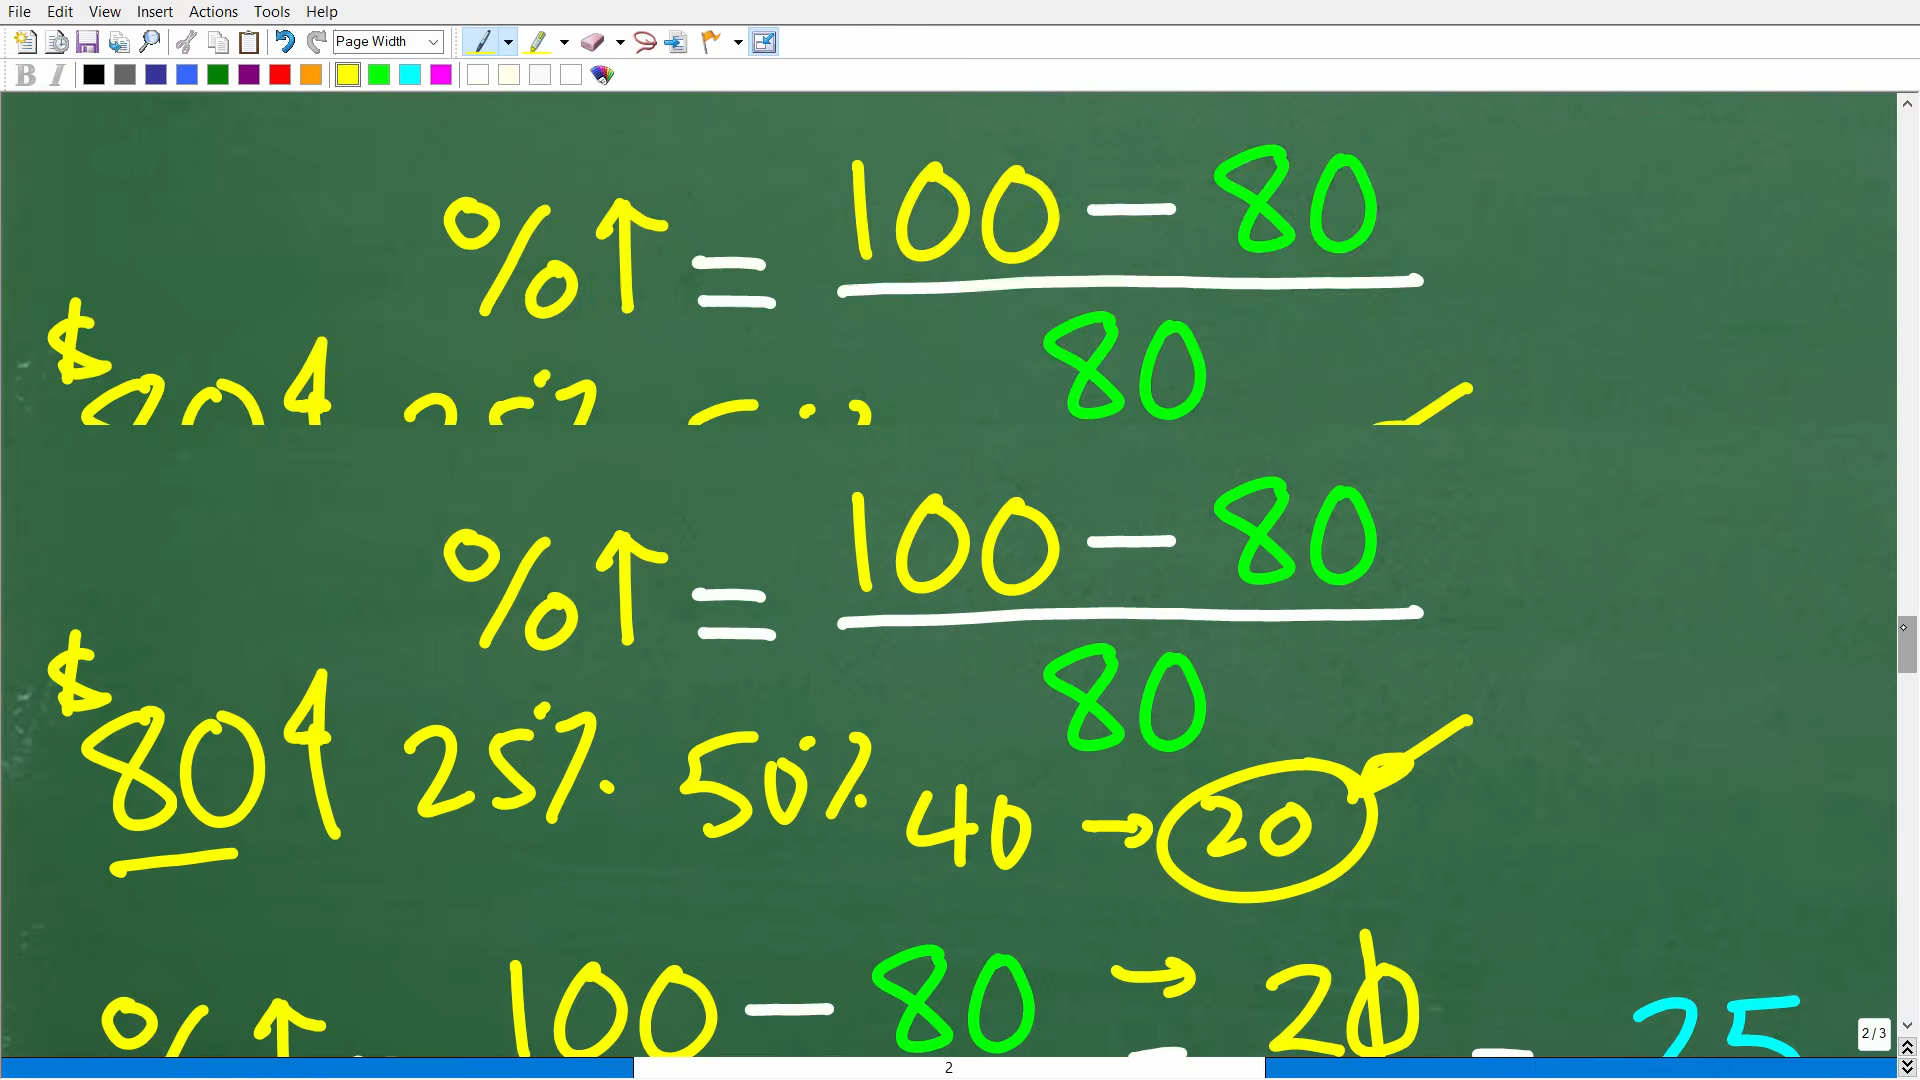 File Edit View Insert Actions Tools Help
Page Width
B I
%↑ = 100 - 80
80
$
%↑ = 100 - 80
80
$
80 25% 50% 40 → 20
%↑ 100 - 80 → 20 25
2/3
2